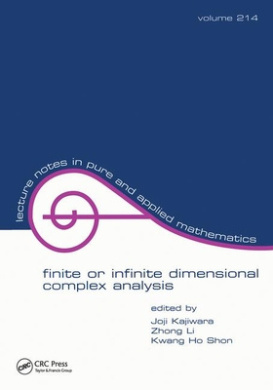 volume 214
lecture notes in pure and applied mathematics
finite or infinite dimensional
complex analysis
edited by
Joji Kajiwara
Zhong Li
Kwang Ho Shon
CRC Press
Taylor & Francis Group